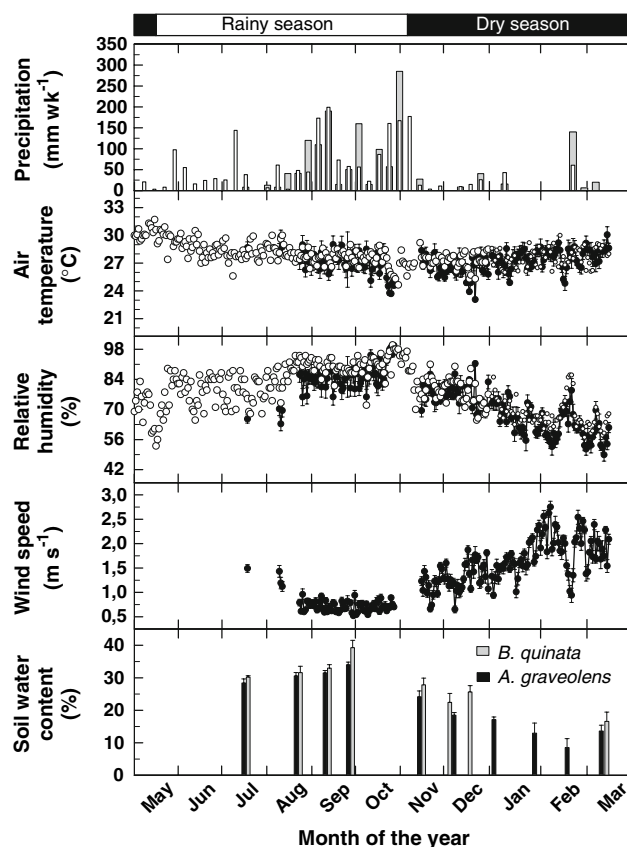 Rainy season Dry season
350
300
250
200
150
100
50
0
Precipitation
(mm wk-1)
33
30
27
24
21
Air
temperature
(°C)
98
84
70
56
42
Relative
humidity
(%)
3,0
2,5
2,0
1,5
1,0
0,5
Wind speed
(m s-1)
40
30
20
10
0
Soil water
content
(%)
B. quinata
A. graveolens
May Jun Jul Aug Sep Oct Nov Dec Jan Feb Mar
Month of the year